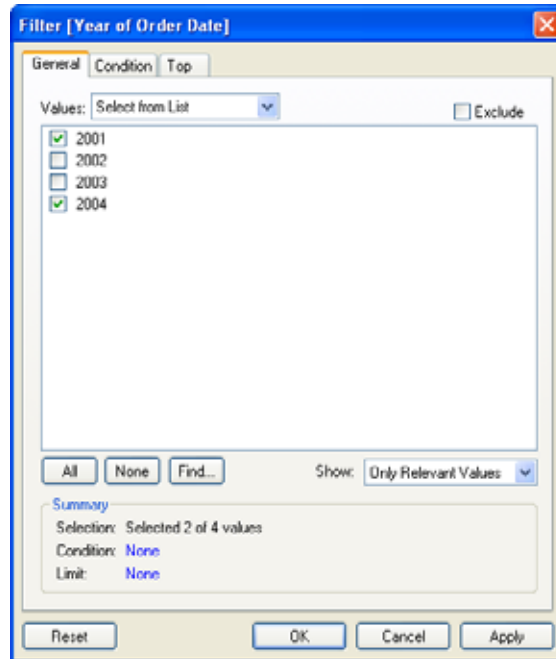 Filter [Year of Order Date]
General Condition Top
Values: Select from List Exclude
2001
2002
2003
2004
All None Find... Show: Only Relevant Values
Summary
Selection: Selected 2 of 4 values
Condition: None
Limit: None
Reset OK Cancel Apply